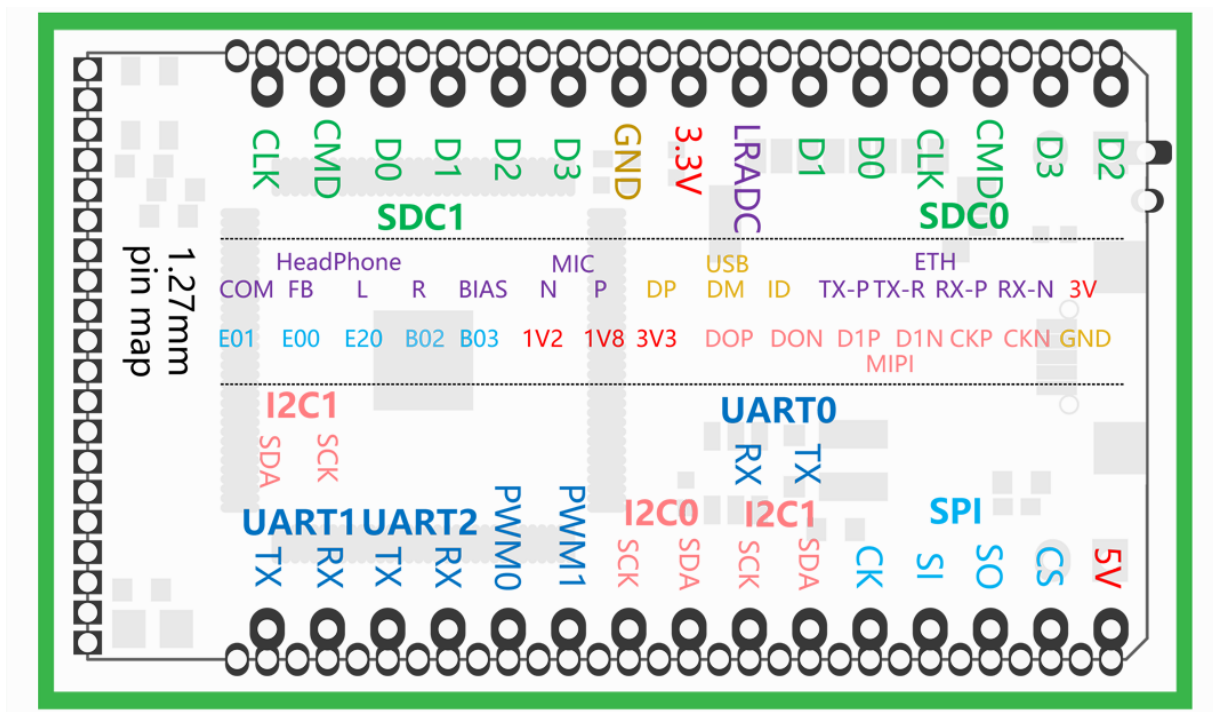 CLK CMD D0 D1 D2 D3 GND 3.3V LRADC D1 D0 CLK CMD D3 D2
SDC1 SDC0
1.27mm
pin map
HeadPhone MIC USB ETH
COM FB L R BIAS N P DP DM ID TX-P TX-R RX-P RX-N 3V
E01 E00 E20 B02 B03 1V2 1V8 3V3 DOP DON D1P D1N CKP CKN GND
MIPI
I2C1 UART0
SDA SCK RX TX
UART1 UART2 PWM0 PWM1 I2C0 I2C1 SPI
TX RX TX RX SCK SDA SCK SDA CK SI SO CS 5V